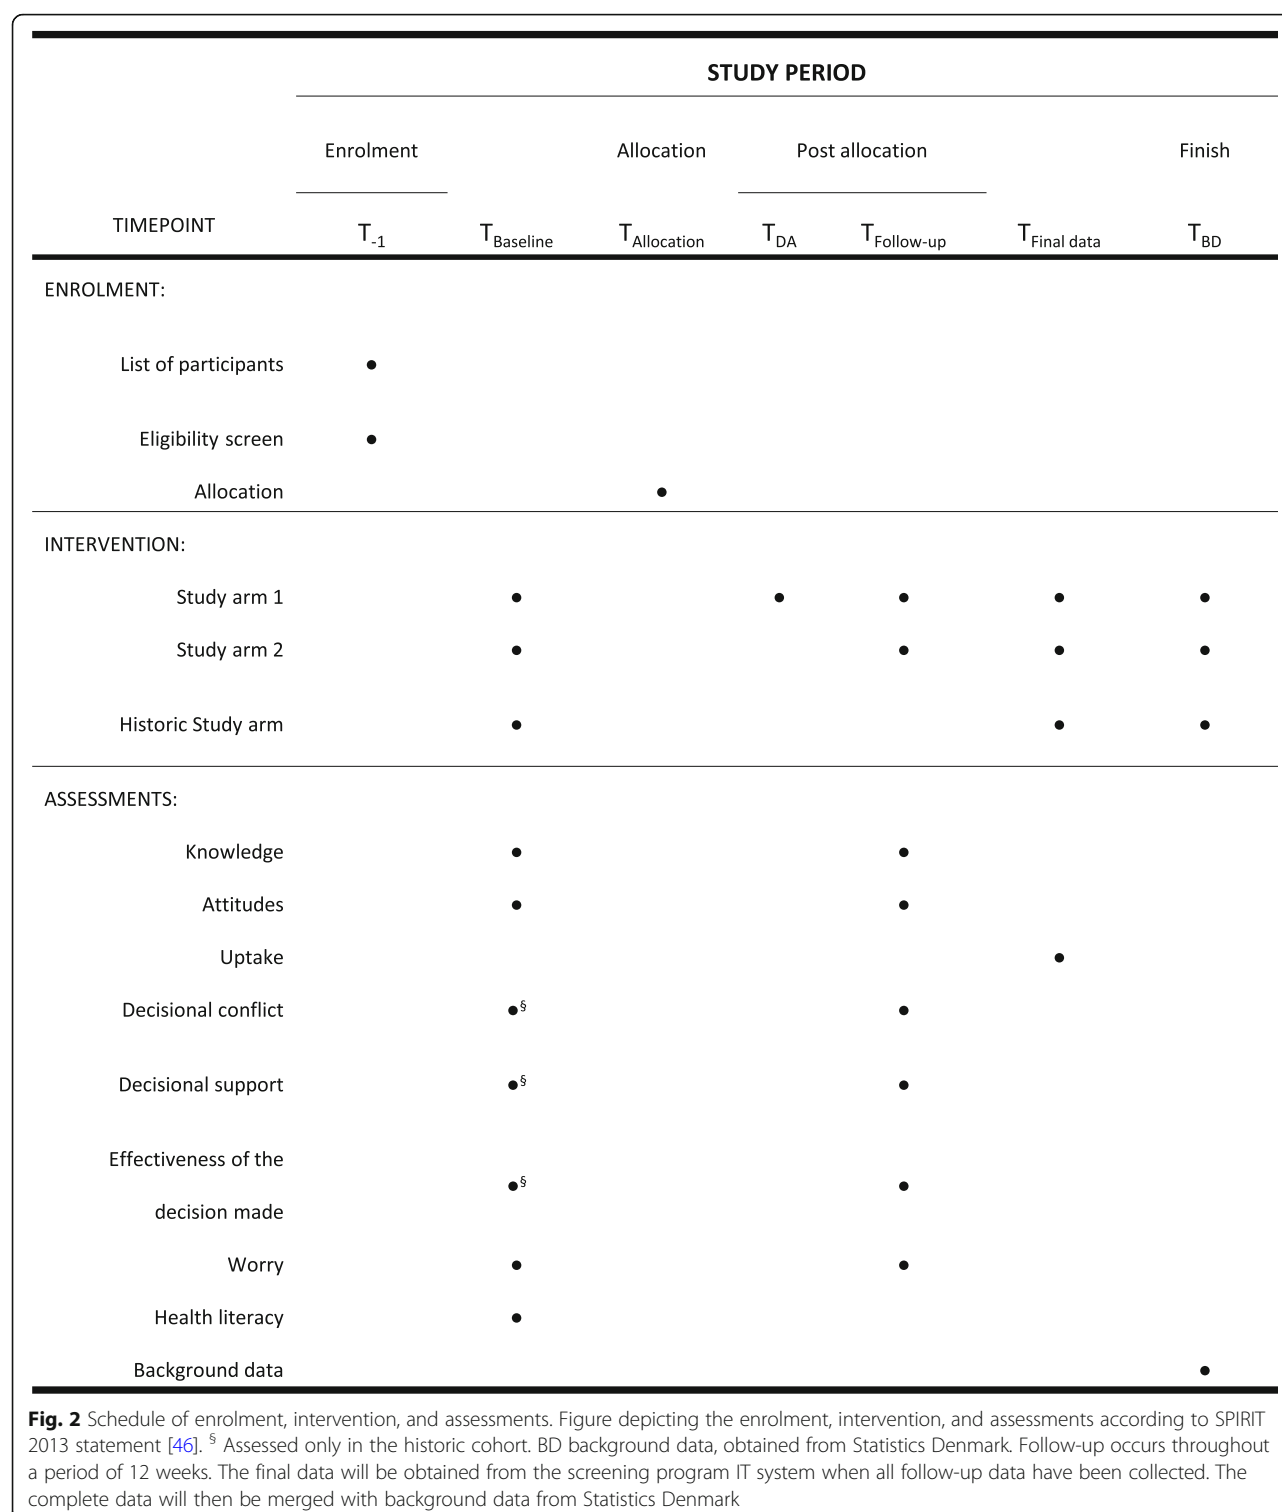 STUDY PERIOD
Enrolment Allocation Post allocation Finish
TIMEPOINT T-1 TBaseline TAllocation TDA TFollow-up TFinal data TBD
ENROLMENT:
List of participants ●
Eligibility screen ●
Allocation ●
INTERVENTION:
Study arm 1 ● ● ● ● ●
Study arm 2 ● ● ● ●
Historic Study arm ● ● ●
ASSESSMENTS:
Knowledge ● ●
Attitudes ● ●
Uptake ●
Decisional conflict ●§ ●
Decisional support ●§ ●
Effectiveness of the
●§ ●
decision made
Worry ● ●
Health literacy ●
Background data ●
Fig. 2 Schedule of enrolment, intervention, and assessments. Figure depicting the enrolment, intervention, and assessments according to SPIRIT
2013 statement [46]. § Assessed only in the historic cohort. BD background data, obtained from Statistics Denmark. Follow-up occurs throughout
a period of 12 weeks. The final data will be obtained from the screening program IT system when all follow-up data have been collected. The
complete data will then be merged with background data from Statistics Denmark